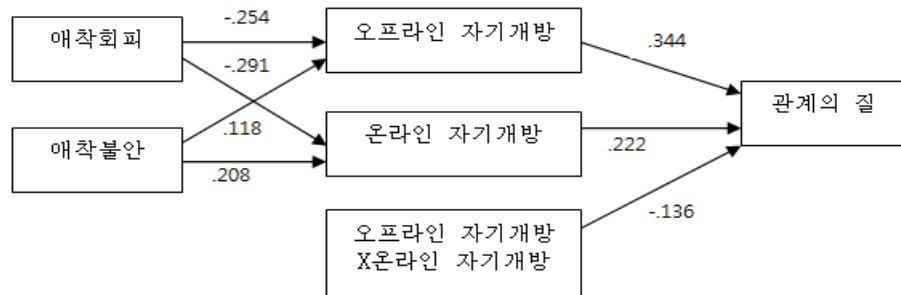 -.254
애착회피
오프라인 자기개방
.344
-.291
관계의 질
.118
온라인 자기개방
애착불안
.222
.208
-.136
오프라인 자기개방
X온라인 자기개방